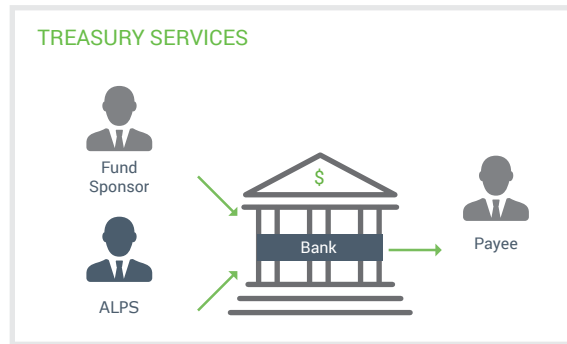 TREASURY SERVICES
Fund
Sponsor
$
Bank
Payee
ALPS